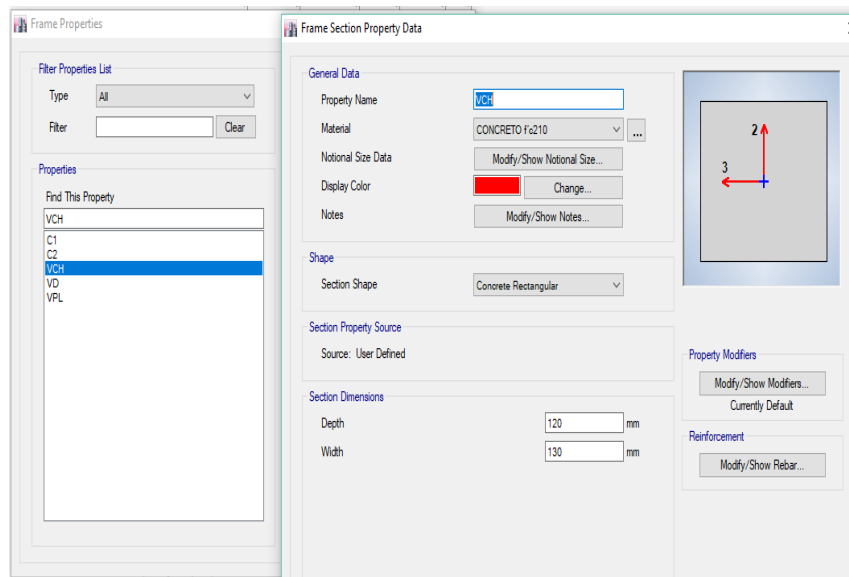 Frame Properties
Filter Properties List
Type All
Filter Clear
Properties
Find This Property
VCH
C1
C2
VCH
VD
VPL
Frame Section Property Data
General Data
Property Name VCH
Material CONCRETO f'c210 ...
Notional Size Data Modify/Show Notional Size...
Display Color Change...
Notes Modify/Show Notes...
Shape
Section Shape Concrete Rectangular
Section Property Source
Source: User Defined
Section Dimensions
Depth 120 mm
Width 130 mm
2
3
Property Modifiers
Modify/Show Modifiers...
Currently Default
Reinforcement
Modify/Show Rebar...